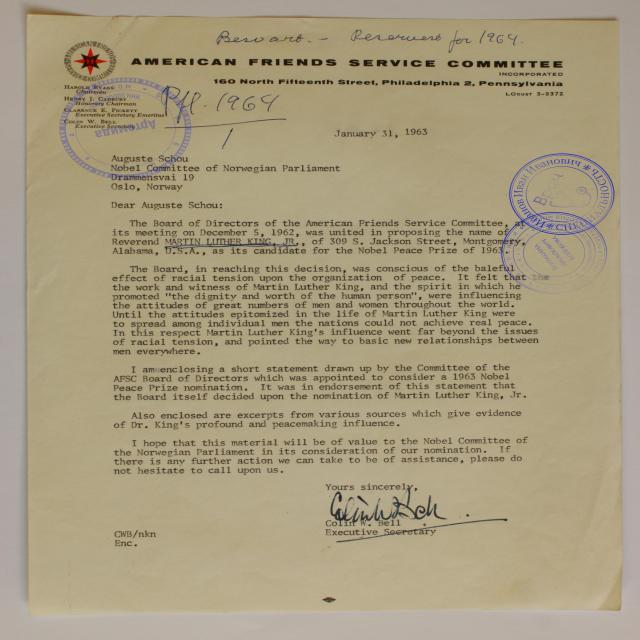 Besvart. - Reservert for 1964.
AMERICAN FRIENDS SERVICE COMMITTEE
INCORPORATED
160 North Fifteenth Street, Philadelphia 2, Pennsylvania
LOcust 3-9372
Harold Evans
Chairman
Henry J. Cadbury
Honorary Chairman
Clarence E. Pickett
Executive Secretary Emeritus
Colin W. Bell
Executive Secretary
1964
Артемида
January 31, 1963
Auguste Schou
Nobel Committee of Norwegian Parliament
Drammensvai 19
Oslo, Norway
Dear Auguste Schou:
The Board of Directors of the American Friends Service Committee, at
its meeting on December 5, 1962, was united in proposing the name of
Reverend MARTIN LUTHER KING, JR., of 309 S. Jackson Street, Montgomery,
Alabama, U.S.A., as its candidate for the Nobel Peace Prize of 1963.
Иванов Иван Иванович
The Board, in reaching this decision, was conscious of the baleful
effect of racial tension upon the organization of peace. It felt that the
the work and witness of Martin Luther King, and the spirit in which he
promoted "the dignity and worth of the human person", were influencing
the attitudes of great numbers of men and women throughout the world.
Until the attitudes epitomized in the life of Martin Luther King were
to spread among individual men the nations could not achieve real peace.
In this respect Martin Luther King's influence went far beyond the issues
of racial tension, and pointed the way to basic new relationships between
men everywhere.
I am enclosing a short statement drawn up by the Committee of the
AFSC Board of Directors which was appointed to consider a 1963 Nobel
Peace Prize nomination. It was in endorsement of this statement that
the Board itself decided upon the nomination of Martin Luther King, Jr.
Also enclosed are excerpts from various sources which give evidence
of Dr. King's profound and peacemaking influence.
I hope that this material will be of value to the Nobel Committee of
the Norwegian Parliament in its consideration of our nomination. If
there is any further action we can take to be of assistance, please do
not hesitate to call upon us.
Yours sincerely,
Colin W. Bell
Colin W. Bell
Executive Secretary
CWB/nkn
Enc.